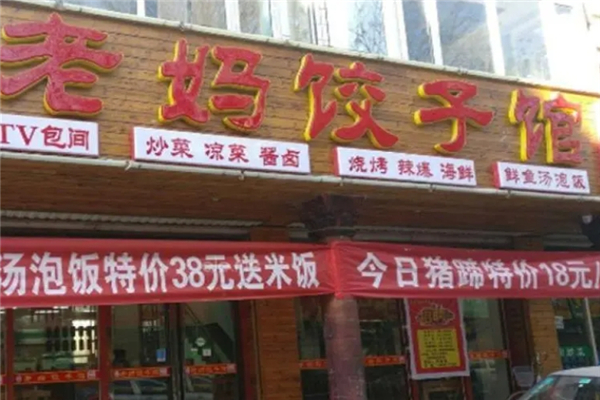 老妈饺子馆
TV包间
炒菜 凉菜 酱卤
烧烤 辣爆 海鲜
鲜鱼汤泡饭
汤泡饭特价38元送米饭
今日猪蹄特价18元